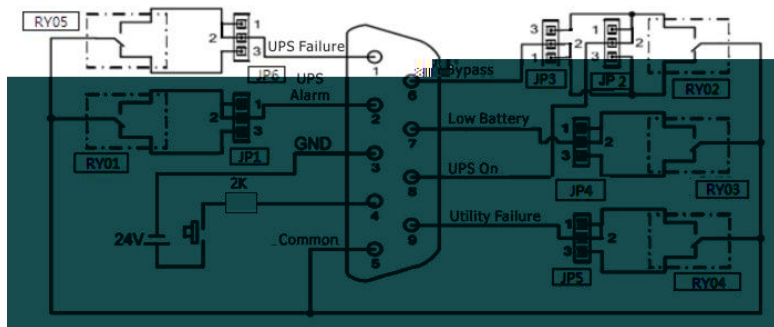 RY05
1
2
3
UPS Failure
JP6
1
3
2
1
JP3
1
2
3
JP 2
RY02
6
Bypass
UPS
Alarm
1
2
3
JP1
RY01
2
7
Low Battery
1
2
3
JP4
RY03
GND
3
8
UPS On
2K
4
24V
Common
5
9
Utility Failure
1
2
3
JP5
RY04